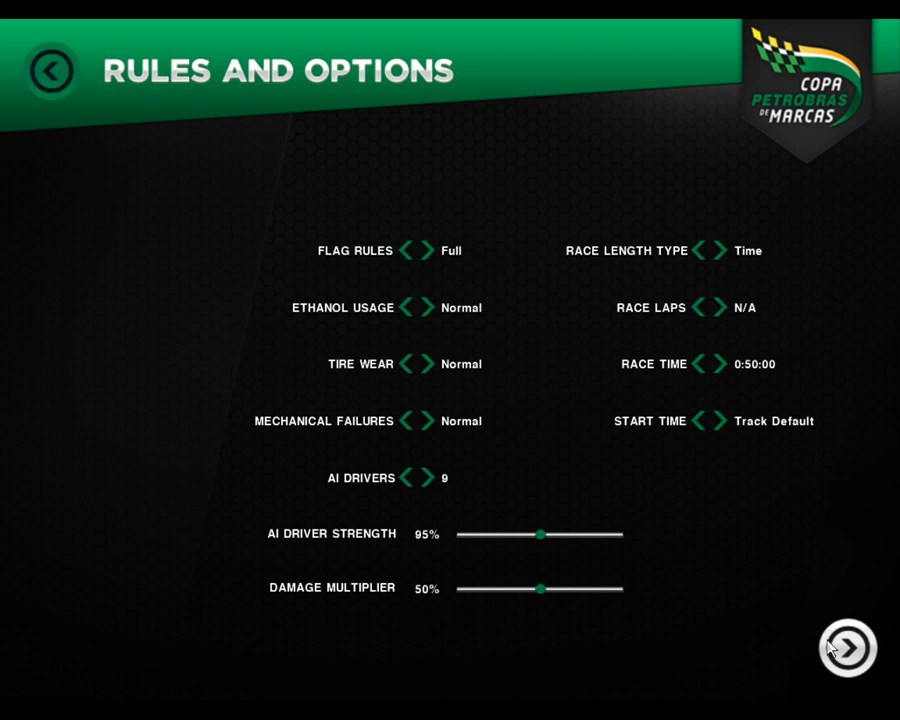 RULES AND OPTIONS
COPA
PETROBRAS
DE MARCAS
FLAG RULES Full
RACE LENGTH TYPE Time
ETHANOL USAGE Normal
RACE LAPS N/A
TIRE WEAR Normal
RACE TIME 0:50:00
MECHANICAL FAILURES Normal
START TIME Track Default
AI DRIVERS 9
AI DRIVER STRENGTH 95%
DAMAGE MULTIPLIER 50%